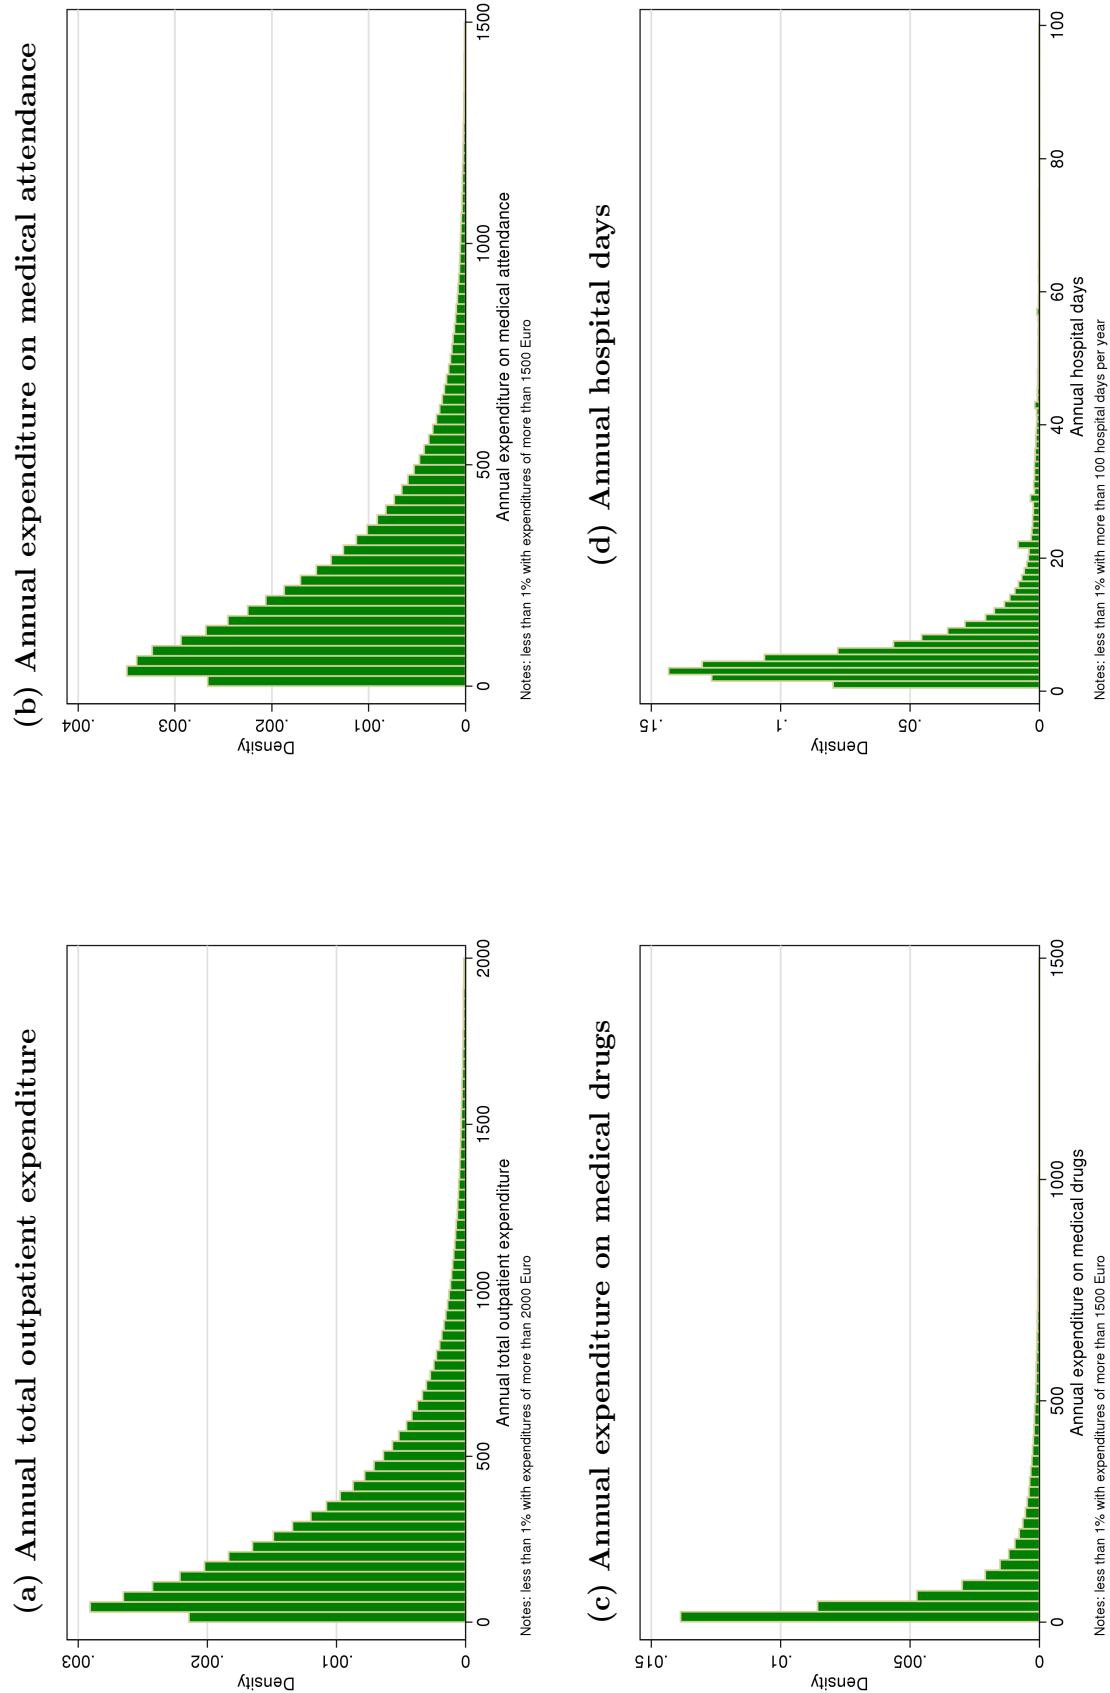 (a) Annual total outpatient expenditure
.003
.002
.001
0
Density
0
500
1000
1500
2000
Annual total outpatient expenditure
Notes: less than 1% with expenditures of more than 2000 Euro
(b) Annual expenditure on medical attendance
.004
.003
.002
.001
0
Density
0
500
1000
1500
Annual expenditure on medical attendance
Notes: less than 1% with expenditures of more than 1500 Euro
(c) Annual expenditure on medical drugs
.015
.01
.005
0
Density
0
500
1000
1500
Annual expenditure on medical drugs
Notes: less than 1% with expenditures of more than 1500 Euro
(d) Annual hospital days
.15
.1
.05
0
Density
0
20
40
60
80
100
Annual hospital days
Notes: less than 1% with more than 100 hospital days per year